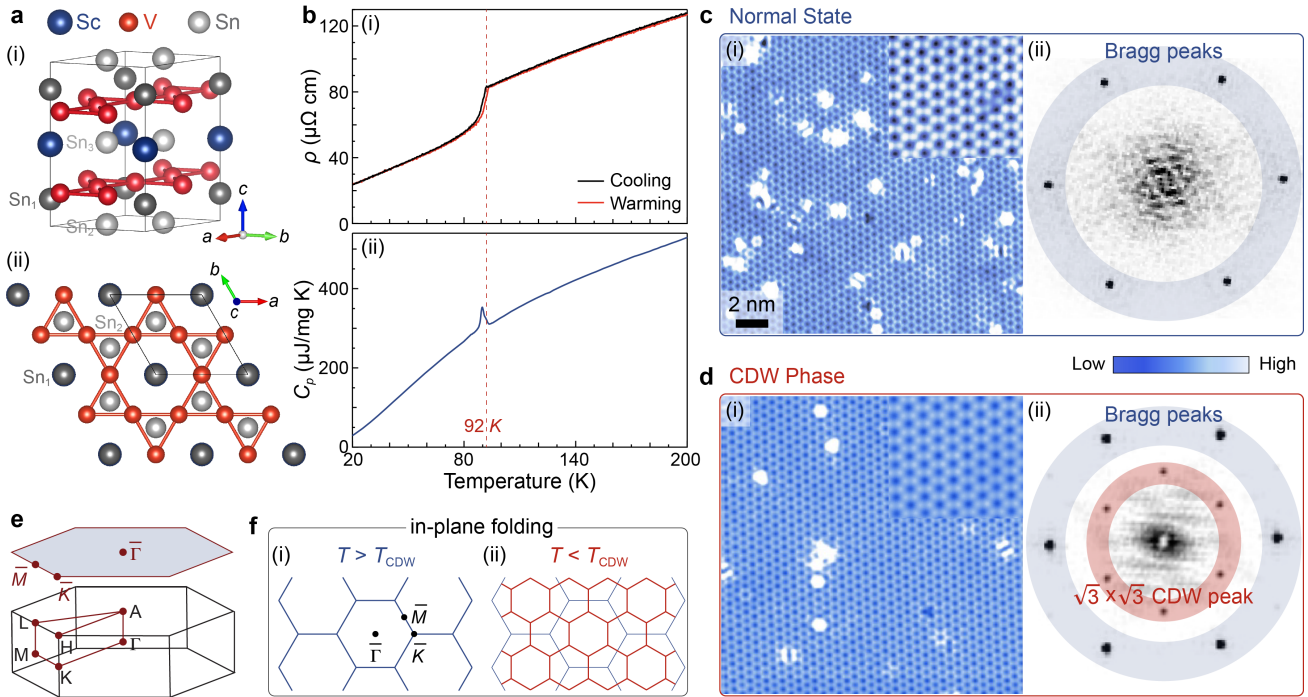 a
Sc
V
Sn
(i)
Sn3
Sn1
Sn2
c
a
b
(ii)
b
c
a
Sn2
Sn1
b
(i)
120
80
40
0
ρ (μΩ cm)
Cooling
Warming
(ii)
400
200
0
Cp (μJ/mg K)
92 K
20
80
140
200
Temperature (K)
c
Normal State
(i)
2 nm
(ii)
Bragg peaks
Low
High
d
CDW Phase
(i)
(ii)
Bragg peaks
√3 x √3 CDW peak
e
Γ̅
M̅
K̅
L
A
H
Γ
M
K
f
in-plane folding
(i)
T > TCDW
M̅
Γ̅
K̅
(ii)
T < TCDW